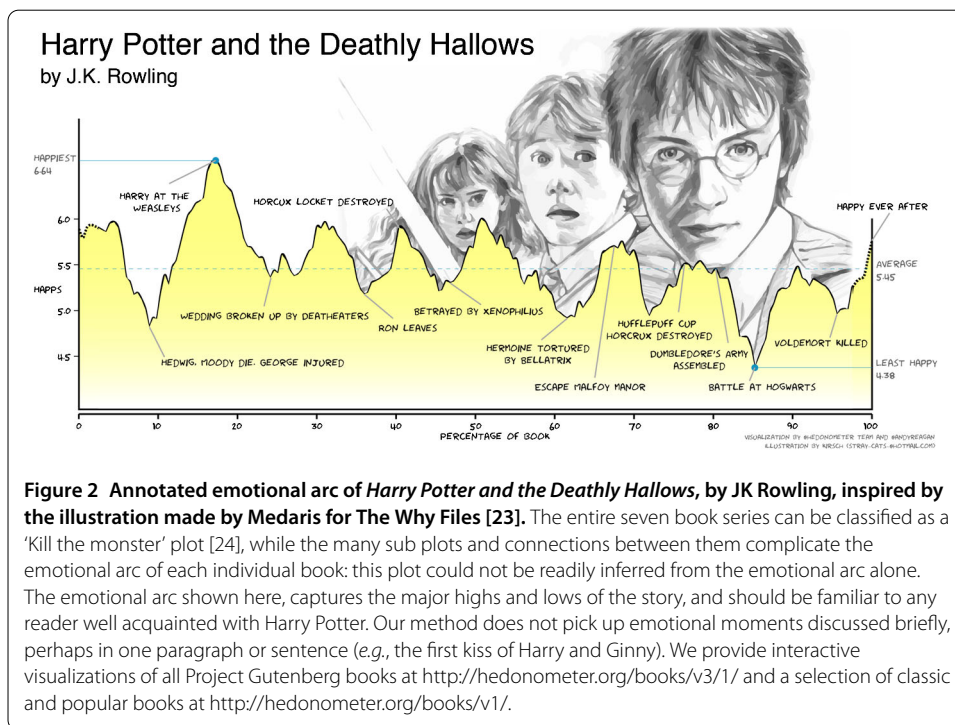 Harry Potter and the Deathly Hallows
by J.K. Rowling
HAPPIEST
6.64
HARRY AT THE
WEASLEYS
HORCUX LOCKET DESTROYED
HAPPY EVER AFTER
6.0
5.5
AVERAGE
5.45
HAPPS
5.0
WEDDING BROKEN UP BY DEATHEATERS
BETRAYED BY XENOPHILIUS
RON LEAVES
HUFFLEPUFF CUP
HORCRUX DESTROYED
VOLDEMORT KILLED
HERMOINE TORTURED
BY BELLATRIX
DUMBLEDORE'S ARMY
ASSEMBLED
4.5
HEDWIG, MOODY DIE. GEORGE INJURED
LEAST HAPPY
4.38
ESCAPE MALFOY MANOR
BATTLE AT HOGWARTS
0 10 20 30 40 50 60 70 80 90 100
PERCENTAGE OF BOOK
VISUALIZATION BY @HEDONOMETER TEAM AND @ANDYREAGAN
ILLUSTRATION BY KIRSCH (STRAY-CATS@HOTMAIL.COM)
Figure 2 Annotated emotional arc of Harry Potter and the Deathly Hallows, by JK Rowling, inspired by
the illustration made by Medaris for The Why Files [23]. The entire seven book series can be classified as a
‘Kill the monster’ plot [24], while the many sub plots and connections between them complicate the
emotional arc of each individual book: this plot could not be readily inferred from the emotional arc alone.
The emotional arc shown here, captures the major highs and lows of the story, and should be familiar to any
reader well acquainted with Harry Potter. Our method does not pick up emotional moments discussed briefly,
perhaps in one paragraph or sentence (e.g., the first kiss of Harry and Ginny). We provide interactive
visualizations of all Project Gutenberg books at http://hedonometer.org/books/v3/1/ and a selection of classic
and popular books at http://hedonometer.org/books/v1/.